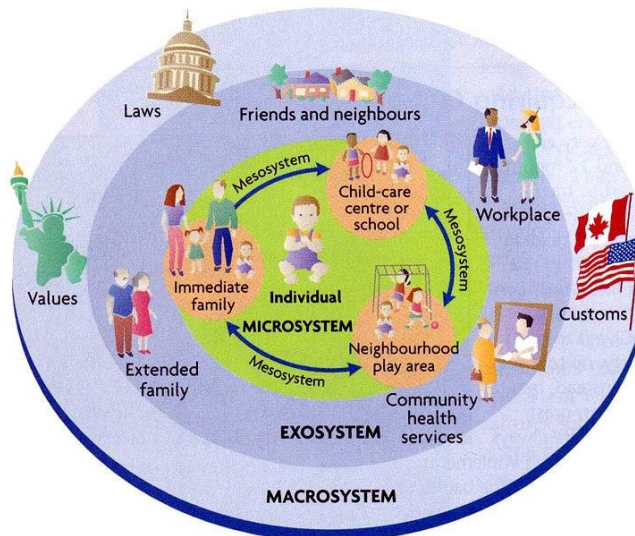 Laws
Friends and neighbours
Mesosystem
Child-care
centre or
school
Workplace
Mesosystem
Values
Immediate
family
Individual
MICROSYSTEM
Customs
Neighbourhood
play area
Mesosystem
Extended
family
Community
health
services
EXOSYSTEM
MACROSYSTEM